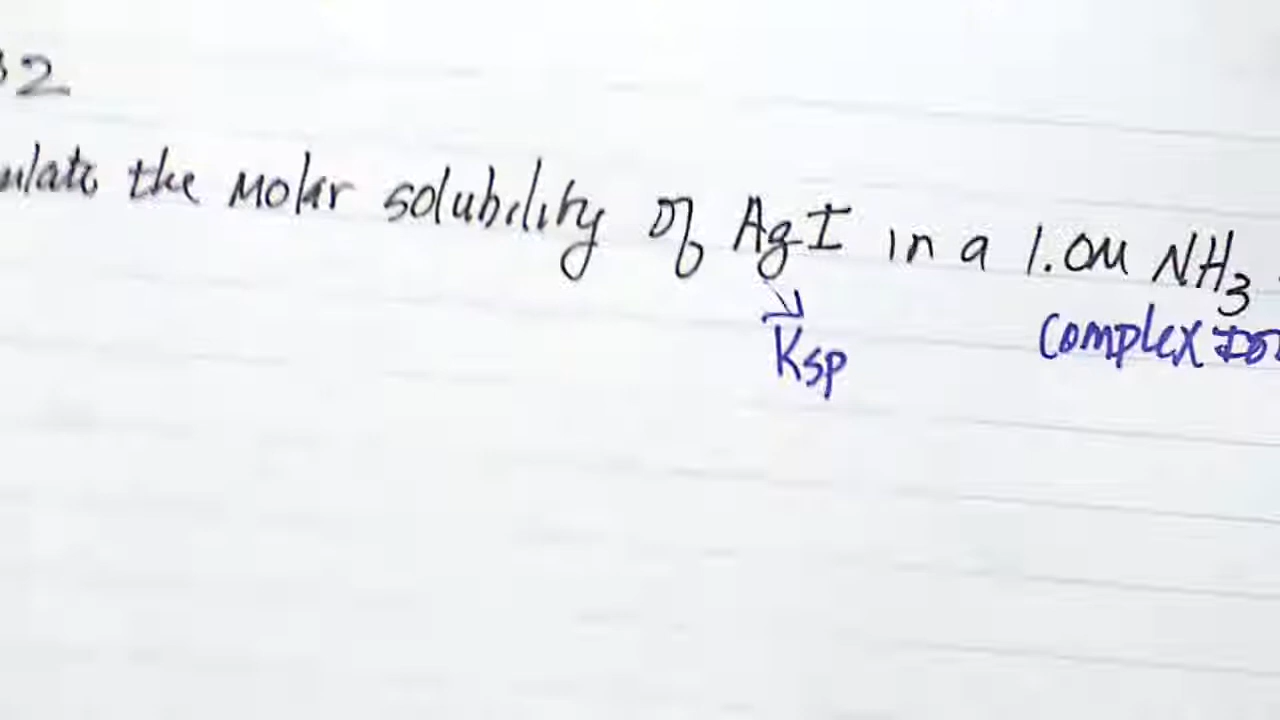 32
ulate the Molar solubility of AgI in a 1.0M NH3
Ksp
Complex